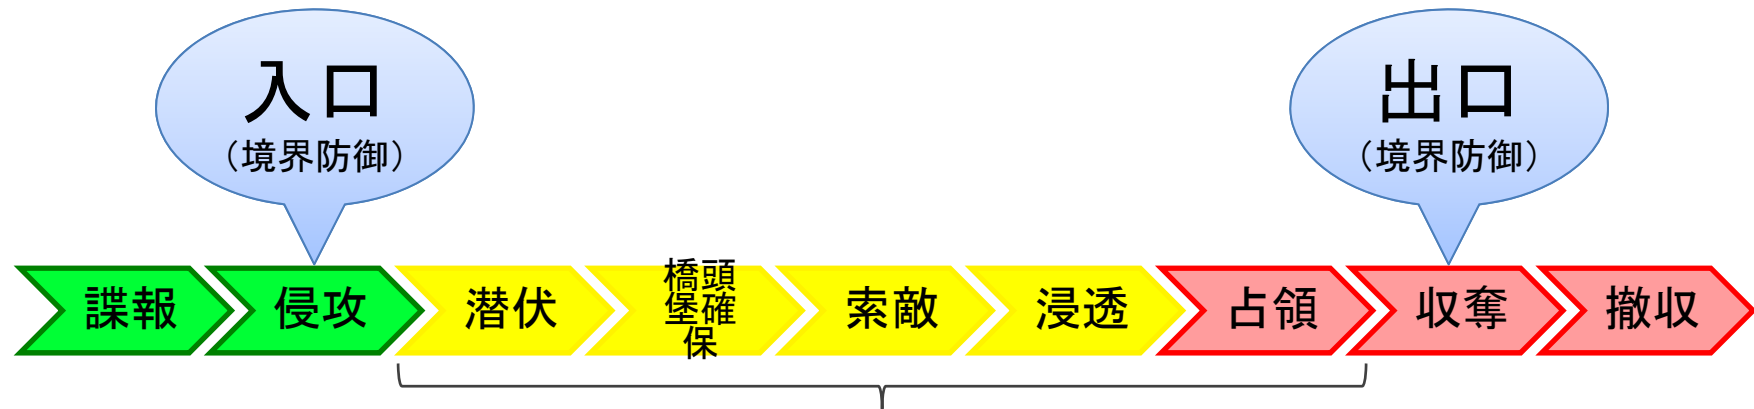 入口
（境界防御）
出口
（境界防御）
諜報
侵攻
潜伏
橋頭
堡確
保
索敵
浸透
占領
収奪
撤収